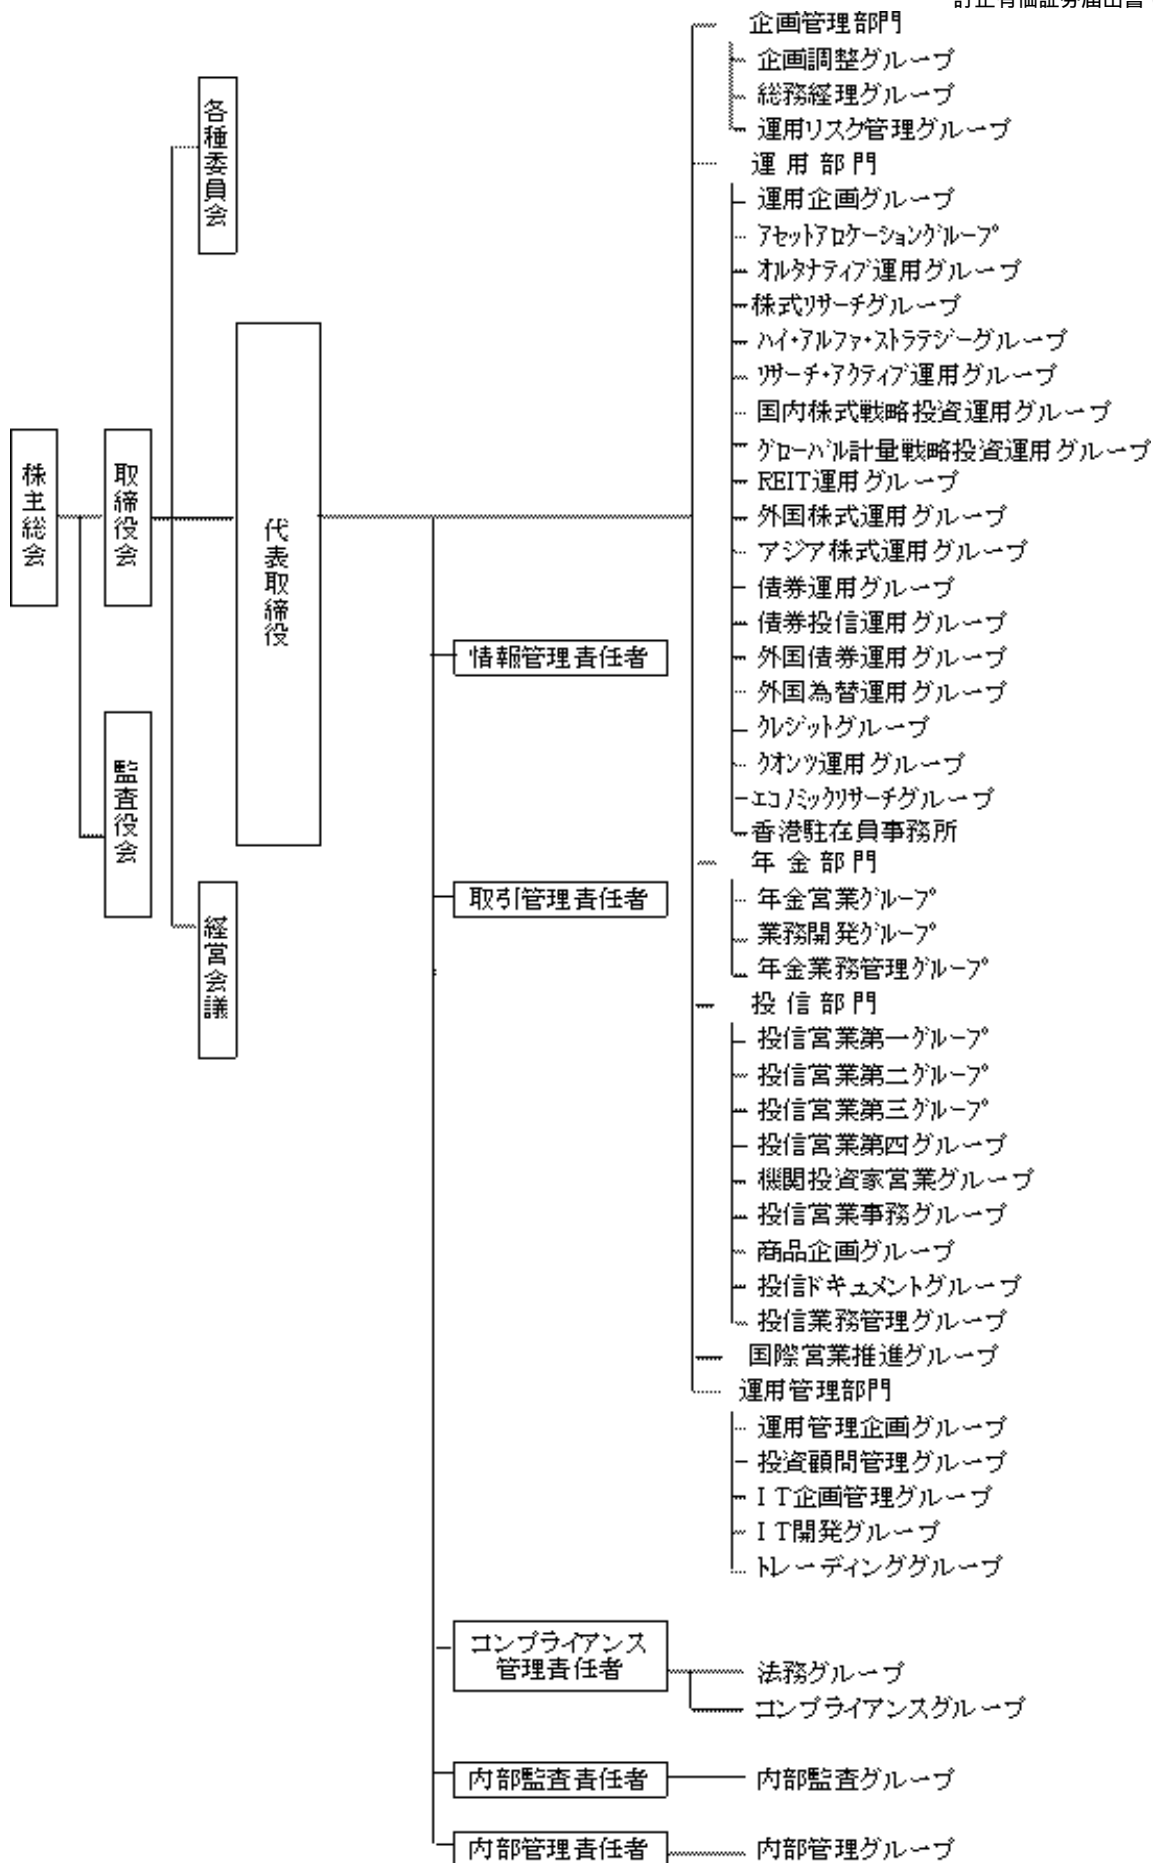 訂正有価証券届出書
企画管理部門
企画調整グループ
総務経理グループ
運用リスク管理グループ
運用部門
運用企画グループ
アセットアロケーショングループ
オルタナティブ運用グループ
株式リサーチグループ
ハイ・アルファ・ストラテジーグループ
リサーチ・アクティブ運用グループ
国内株式戦略投資運用グループ
グローバル計量戦略投資運用グループ
REIT運用グループ
外国株式運用グループ
アジア株式運用グループ
債券運用グループ
債券投信運用グループ
外国債券運用グループ
外国為替運用グループ
クレジットグループ
クオンツ運用グループ
エコノミックリサーチグループ
香港駐在員事務所
年金部門
年金営業グループ
業務開発グループ
年金業務管理グループ
投信部門
投信営業第一グループ
投信営業第二グループ
投信営業第三グループ
投信営業第四グループ
機関投資家営業グループ
投信営業事務グループ
商品企画グループ
投信ドキュメントグループ
投信業務管理グループ
国際営業推進グループ
運用管理部門
運用管理企画グループ
投資顧問管理グループ
IT企画管理グループ
IT開発グループ
トレーディンググループ
株主総会
取締役会
監査役会
各種委員会
代表取締役
経営会議
情報管理責任者
取引管理責任者
コンプライアンス
管理責任者
法務グループ
コンプライアンスグループ
内部監査責任者
内部監査グループ
内部管理責任者
内部管理グループ